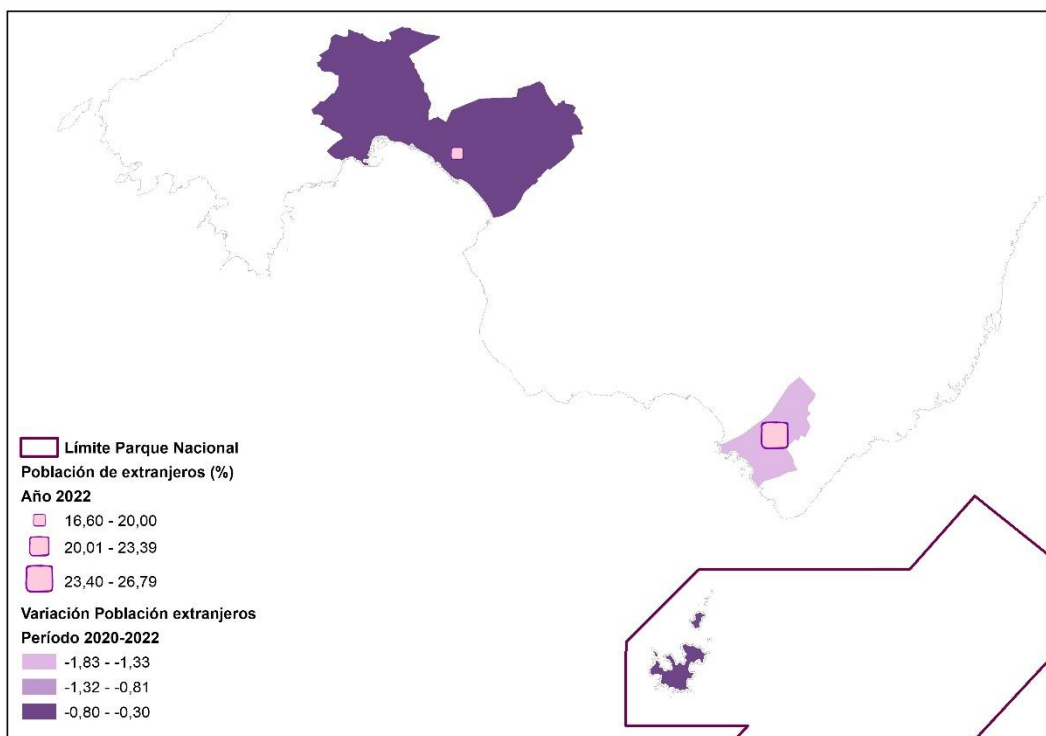 Límite Parque Nacional
Población de extranjeros (%)
Año 2022
16,60 - 20,00
20,01 - 23,39
23,40 - 26,79
Variación Población extranjeros
Período 2020-2022
-1,83 - -1,33
-1,32 - -0,81
-0,80 - -0,30